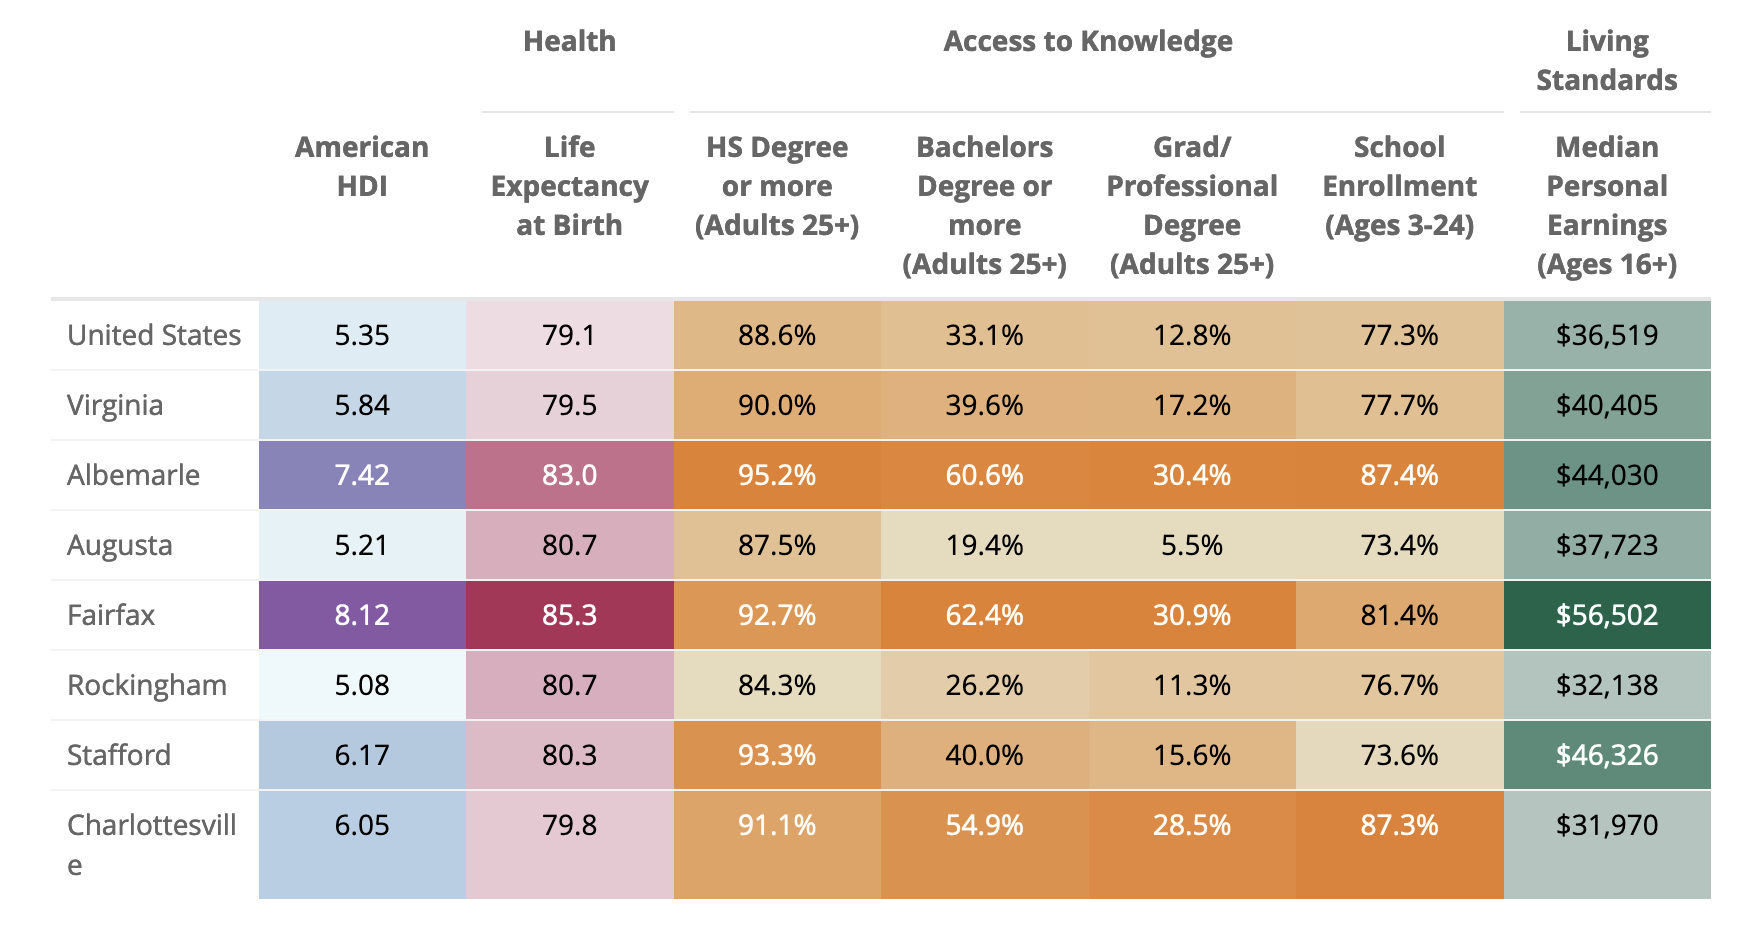 Health Access to Knowledge Living
Standards
American Life HS Degree Bachelors Grad/ School Median
HDI Expectancy or more Degree or Professional Enrollment Personal
at Birth (Adults 25+) more Degree (Ages 3-24) Earnings
(Adults 25+) (Adults 25+) (Ages 16+)
United States 5.35 79.1 88.6% 33.1% 12.8% 77.3% $36,519
Virginia 5.84 79.5 90.0% 39.6% 17.2% 77.7% $40,405
Albemarle 7.42 83.0 95.2% 60.6% 30.4% 87.4% $44,030
Augusta 5.21 80.7 87.5% 19.4% 5.5% 73.4% $37,723
Fairfax 8.12 85.3 92.7% 62.4% 30.9% 81.4% $56,502
Rockingham 5.08 80.7 84.3% 26.2% 11.3% 76.7% $32,138
Stafford 6.17 80.3 93.3% 40.0% 15.6% 73.6% $46,326
Charlottesvill 6.05 79.8 91.1% 54.9% 28.5% 87.3% $31,970
e